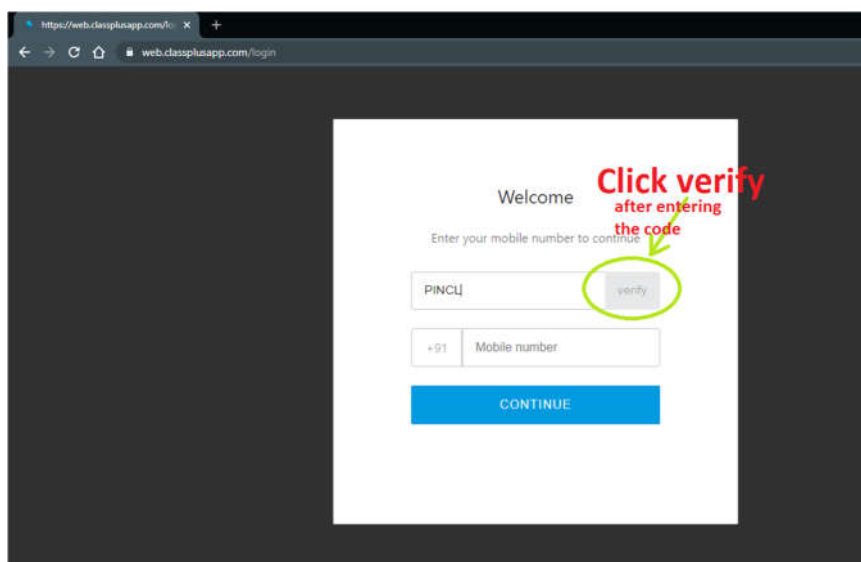 https://web.classplusapp.com/lo
web.classplusapp.com/login
Welcome
Click verify
after entering
the code
Enter your mobile number to continue
PINCL
verify
+91 Mobile number
CONTINUE